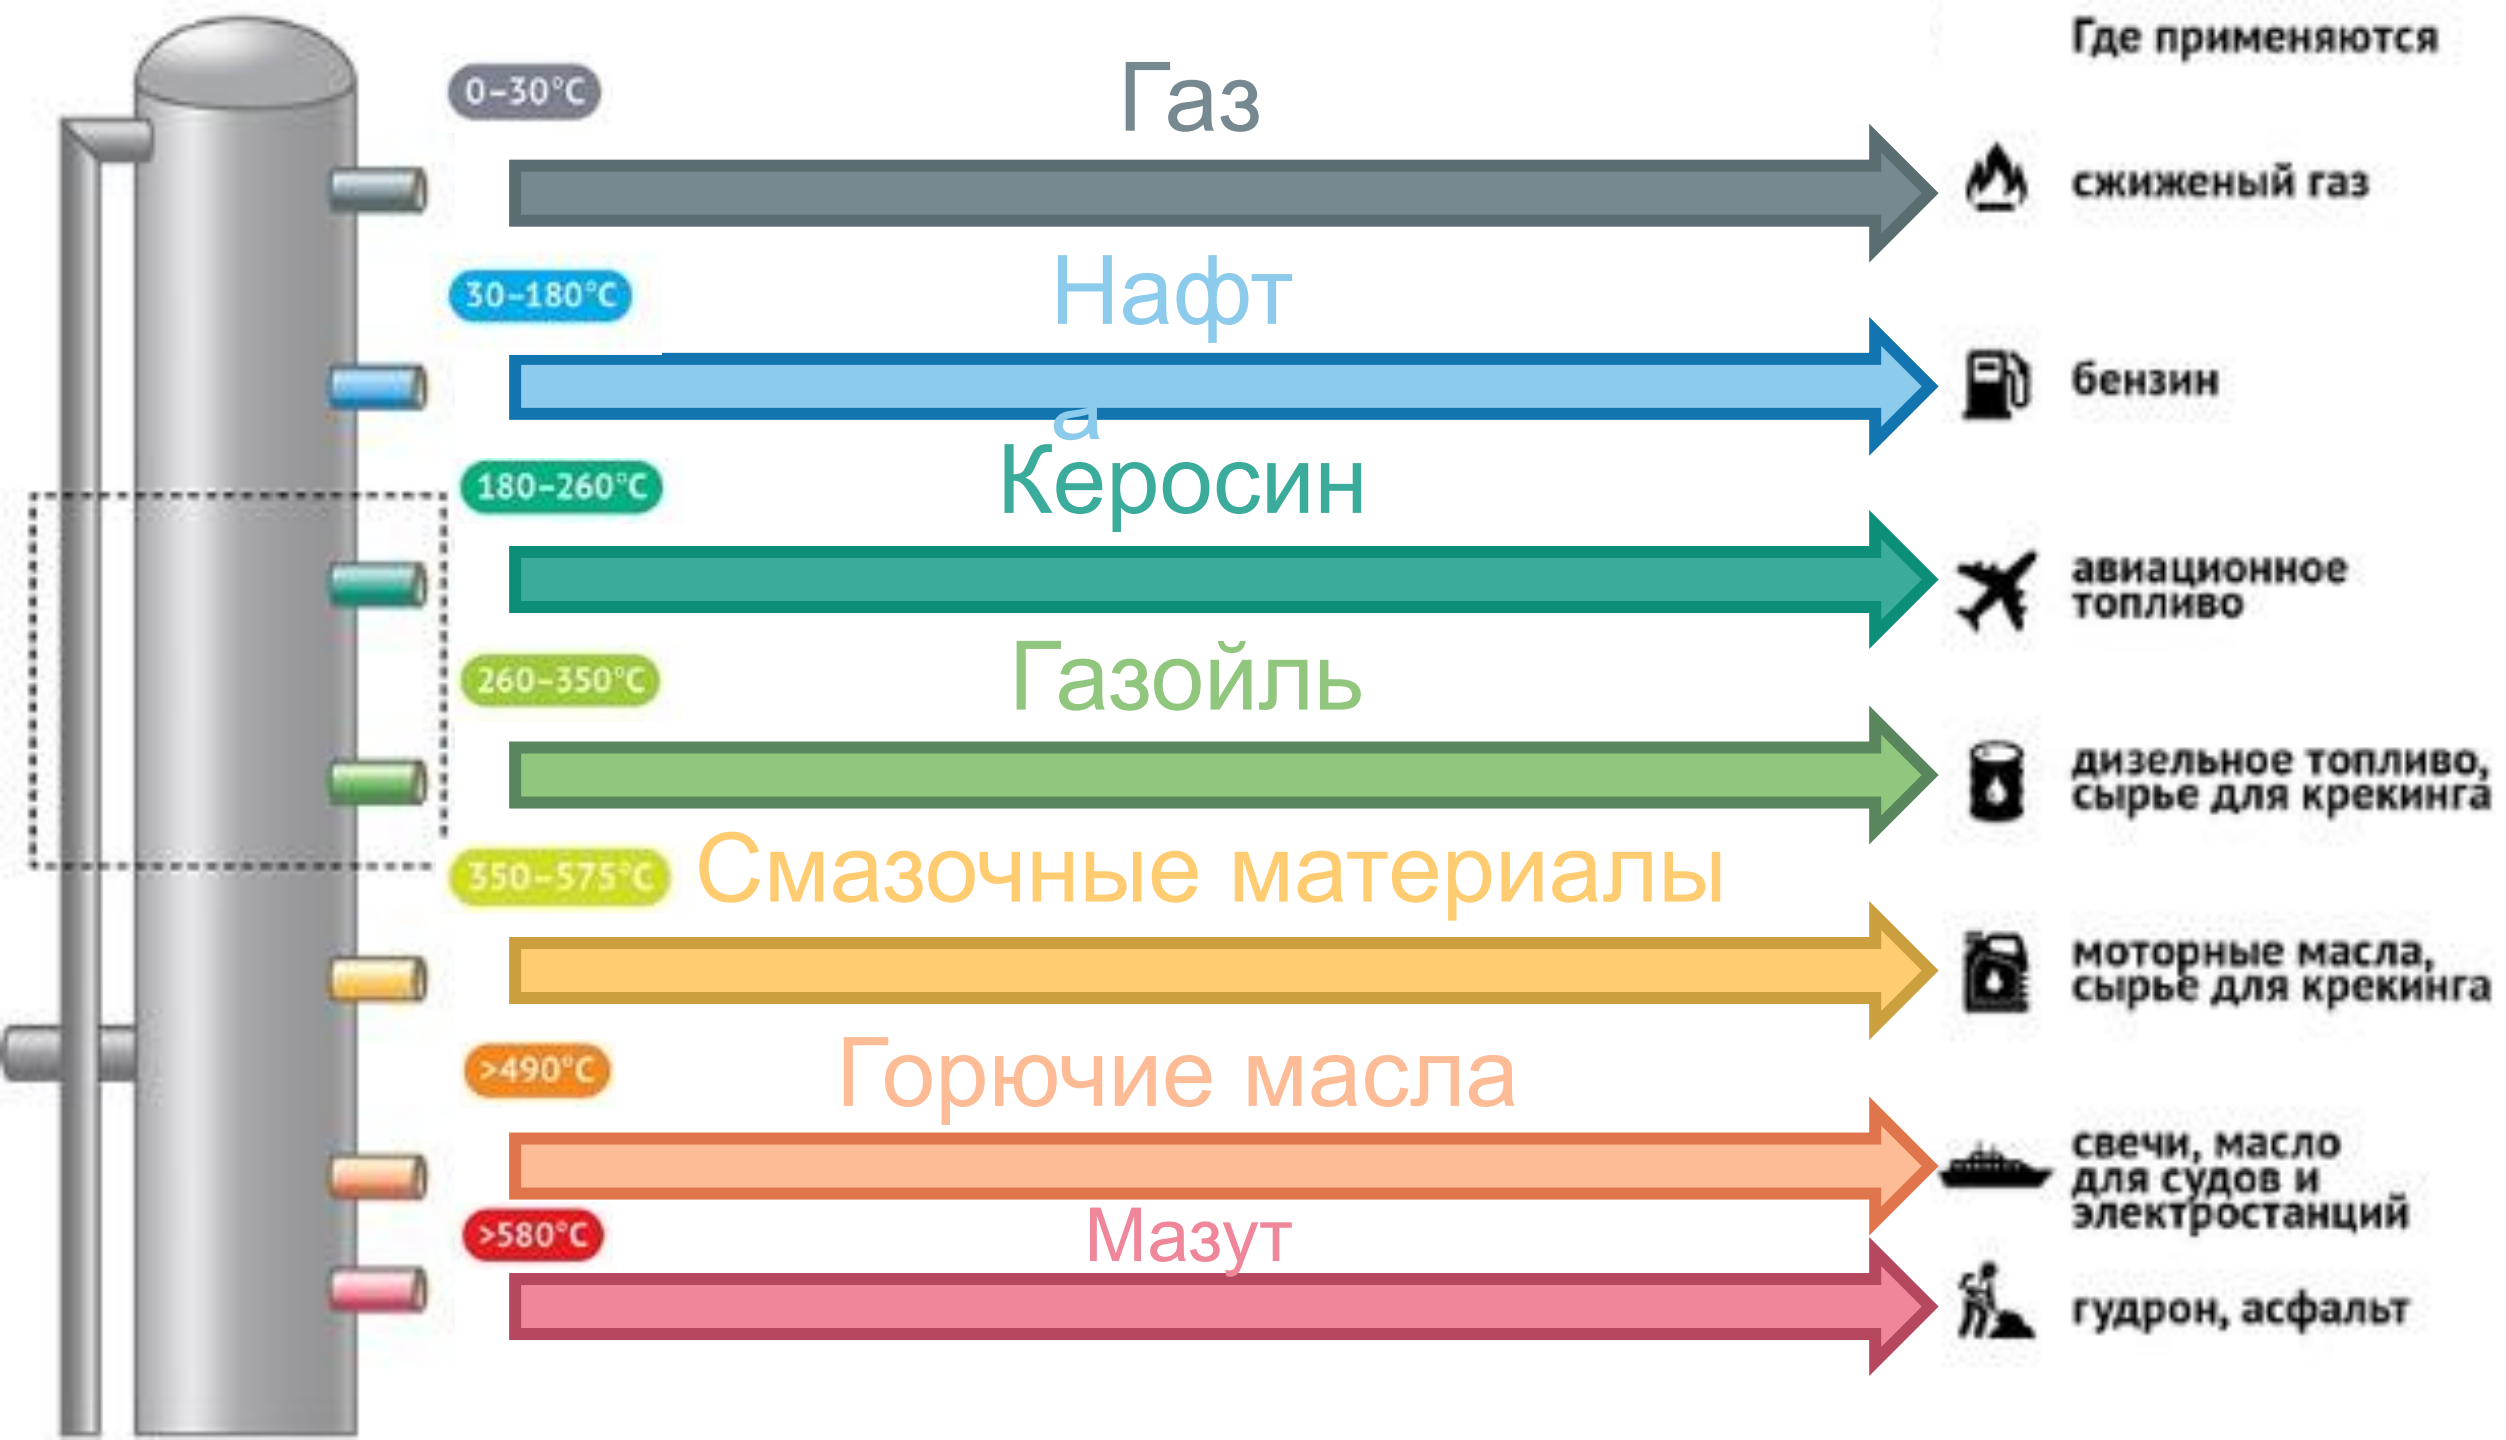 Где применяются
0–30°C
Газ
сжиженый газ
30–180°C
Нафт
а
бензин
180–260°C
Керосин
авиационное
топливо
260–350°C
Газойль
дизельное топливо,
сырье для крекинга
350–575°C
Смазочные материалы
моторные масла,
сырье для крекинга
>490°C
Горючие масла
свечи, масло
для судов и
электростанций
>580°C
Мазут
гудрон, асфальт